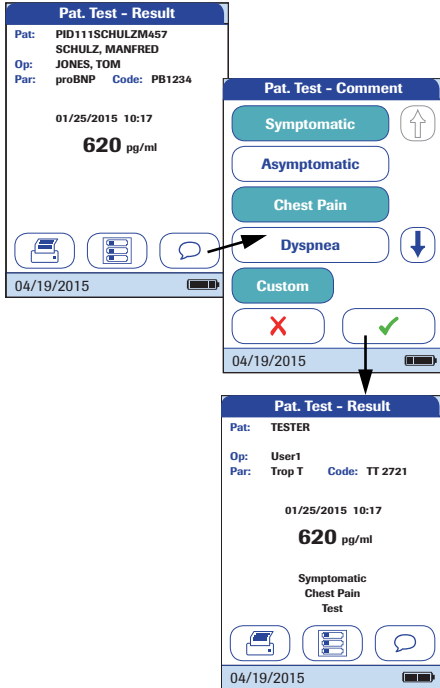 Pat. Test - Result
Pat: PID111SCHULZM457
SCHULZ, MANFRED
Op: JONES, TOM
Par: proBNP Code: PB1234
01/25/2015 10:17
620 pg/ml
04/19/2015
Pat. Test - Comment
Symptomatic
Asymptomatic
Chest Pain
Dyspnea
Custom
04/19/2015
Pat. Test - Result
Pat: TESTER
Op: User1
Par: Trop T Code: TT 2721
01/25/2015 10:17
620 pg/ml
Symptomatic
Chest Pain
Test
04/19/2015